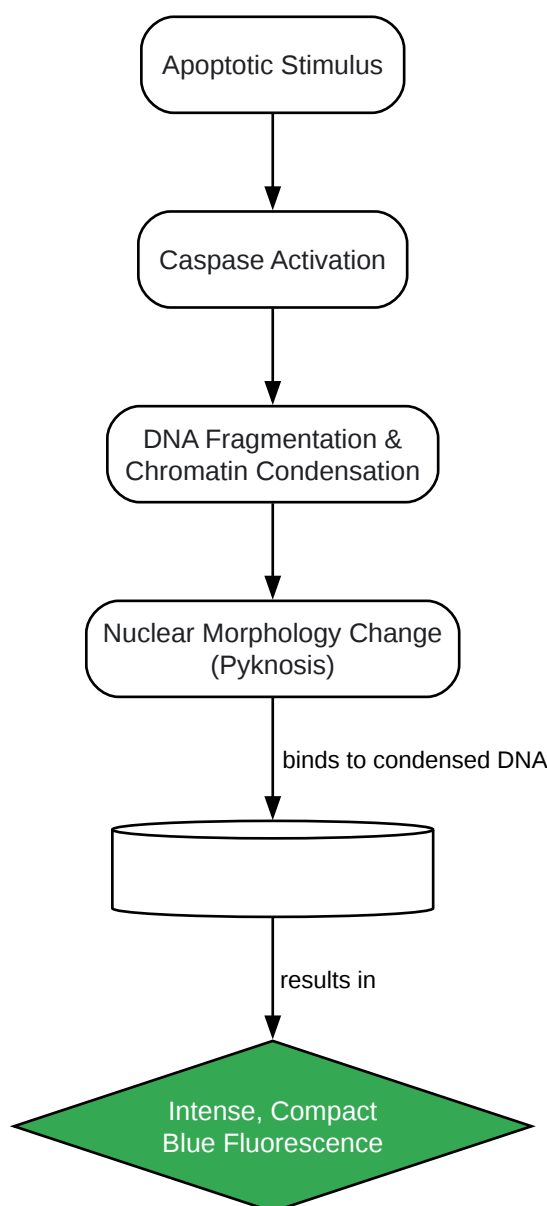 Apoptotic Stimulus
Caspase Activation
DNA Fragmentation &
Chromatin Condensation
Nuclear Morphology Change
(Pyknosis)
binds to condensed DNA
results in
Intense, Compact
Blue Fluorescence